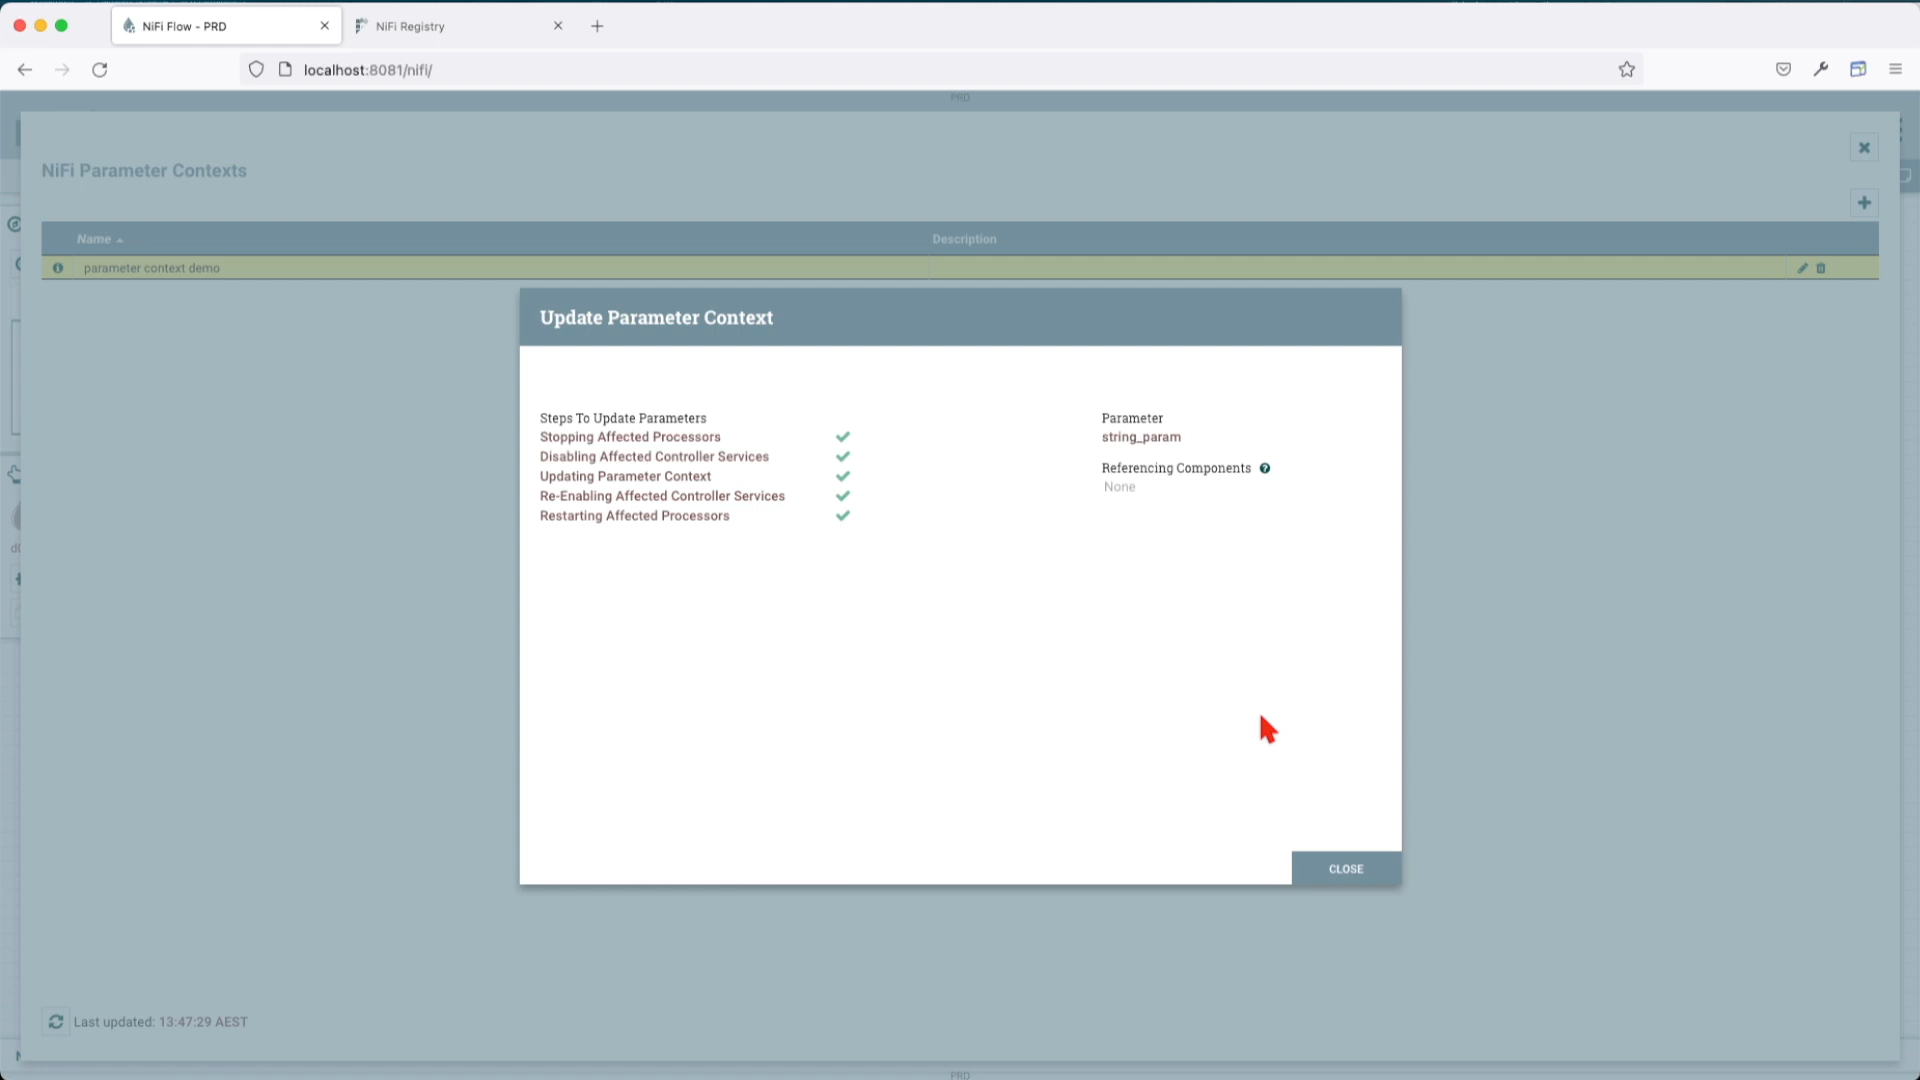 NiFi Flow - PRD
NiFi Registry
localhost:8081/nifi/
PRD
NiFi Parameter Contexts
Name
Description
parameter context demo
Update Parameter Context
Steps To Update Parameters
Stopping Affected Processors
Disabling Affected Controller Services
Updating Parameter Context
Re-Enabling Affected Controller Services
Restarting Affected Processors
Parameter
string_param
Referencing Components
None
CLOSE
Last updated: 13:47:29 AEST
PRD